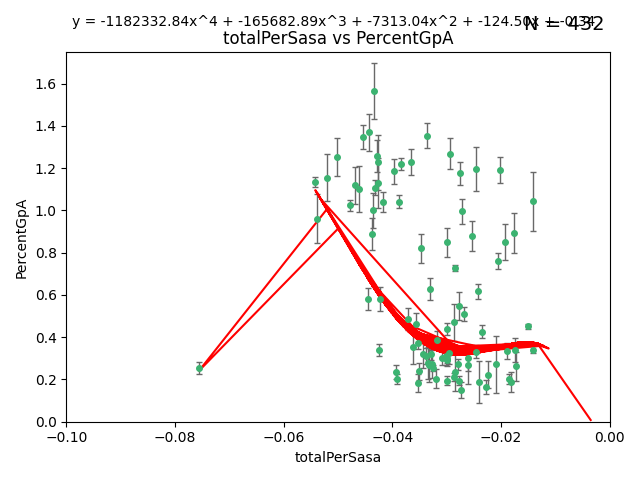 y = -1182332.84x^4 + -165682.89x^3 + -7313.04x^2 + -124.50x + -0.34
N = 432
totalPerSasa vs PercentGpA
1.6
1.4
1.2
1.0
0.8
0.6
0.4
0.2
0.0
PercentGpA
-0.10 -0.08 -0.06 -0.04 -0.02 0.00
totalPerSasa